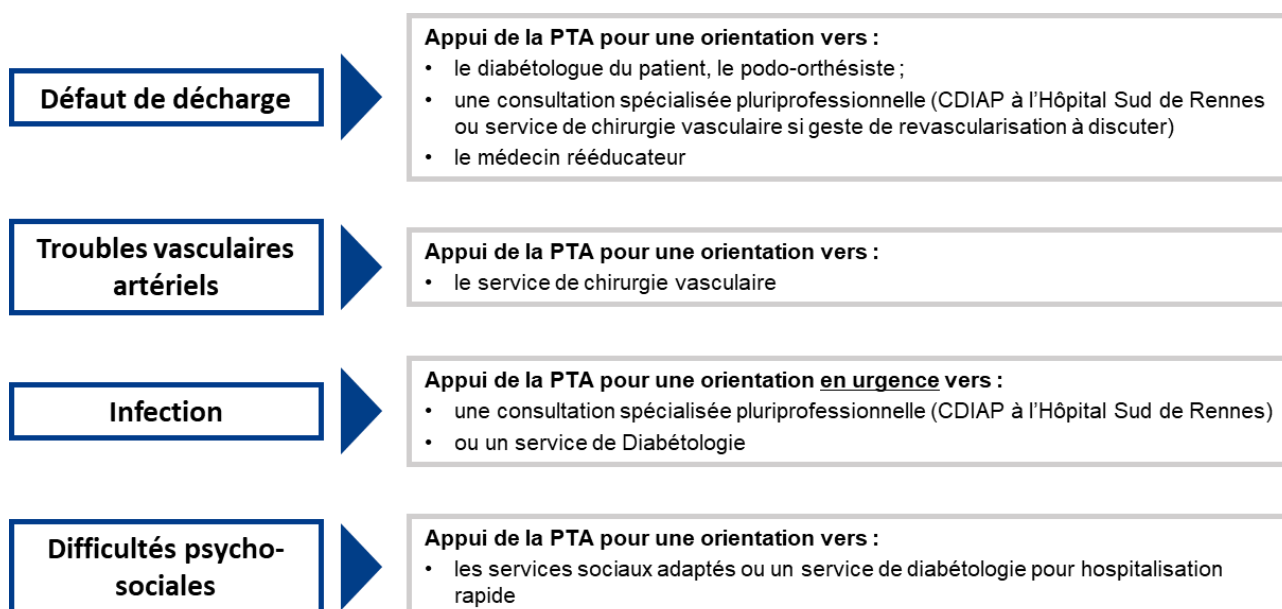 Défaut de décharge
Appui de la PTA pour une orientation vers :
• le diabétologue du patient, le podo-orthésiste ;
• une consultation spécialisée pluriprofessionnelle (CDIAP à l'Hôpital Sud de Rennes
ou service de chirurgie vasculaire si geste de revascularisation à discuter)
• le médecin rééducateur
Troubles vasculaires
artériels
Appui de la PTA pour une orientation vers :
• le service de chirurgie vasculaire
Infection
Appui de la PTA pour une orientation en urgence vers :
• une consultation spécialisée pluriprofessionnelle (CDIAP à l'Hôpital Sud de Rennes)
• ou un service de Diabétologie
Difficultés psycho-
sociales
Appui de la PTA pour une orientation vers :
• les services sociaux adaptés ou un service de diabétologie pour hospitalisation
rapide